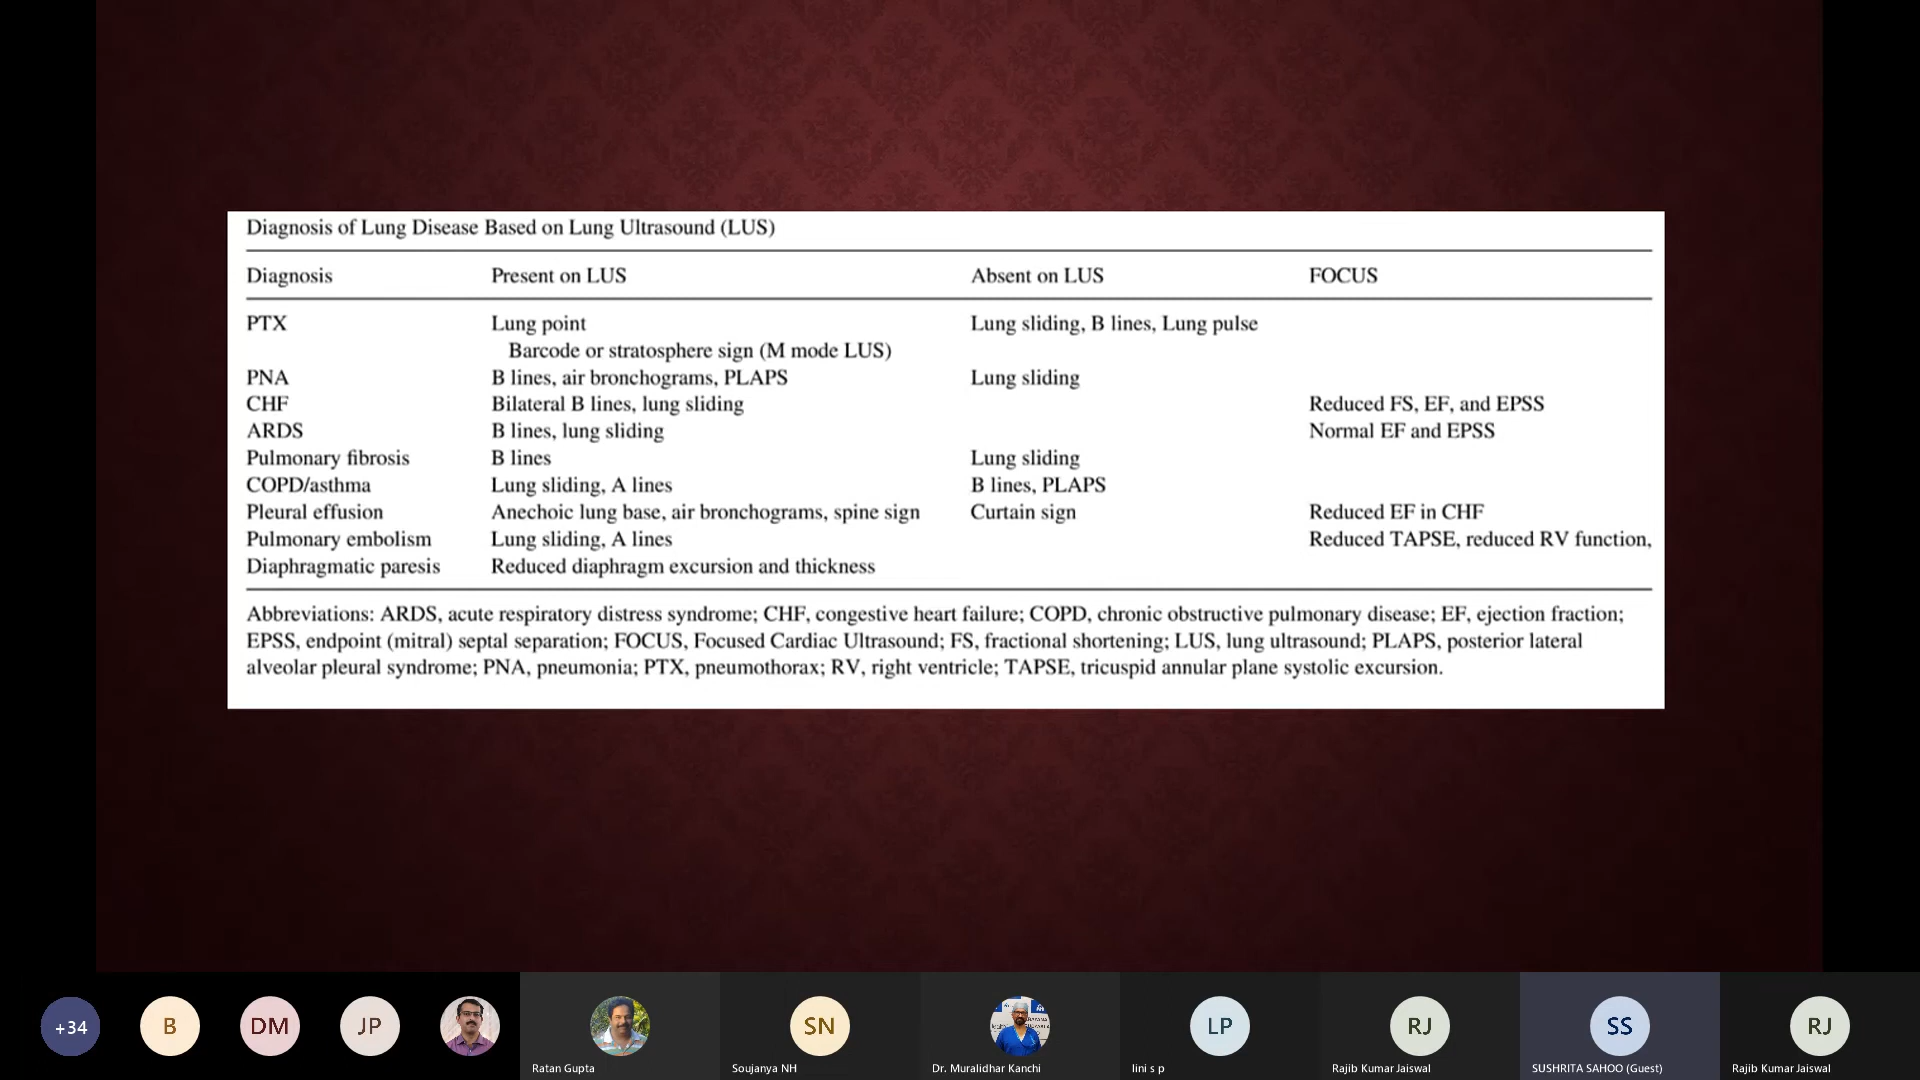 Diagnosis of Lung Disease Based on Lung Ultrasound (LUS)
Diagnosis Present on LUS Absent on LUS FOCUS
PTX Lung point Lung sliding, B lines, Lung pulse
Barcode or stratosphere sign (M mode LUS)
PNA B lines, air bronchograms, PLAPS Lung sliding
CHF Bilateral B lines, lung sliding Reduced FS, EF, and EPSS
ARDS B lines, lung sliding Normal EF and EPSS
Pulmonary fibrosis B lines Lung sliding
COPD/asthma Lung sliding, A lines B lines, PLAPS
Pleural effusion Anechoic lung base, air bronchograms, spine sign Curtain sign Reduced EF in CHF
Pulmonary embolism Lung sliding, A lines Reduced TAPSE, reduced RV function,
Diaphragmatic paresis Reduced diaphragm excursion and thickness
Abbreviations: ARDS, acute respiratory distress syndrome; CHF, congestive heart failure; COPD, chronic obstructive pulmonary disease; EF, ejection fraction;
EPSS, endpoint (mitral) septal separation; FOCUS, Focused Cardiac Ultrasound; FS, fractional shortening; LUS, lung ultrasound; PLAPS, posterior lateral
alveolar pleural syndrome; PNA, pneumonia; PTX, pneumothorax; RV, right ventricle; TAPSE, tricuspid annular plane systolic excursion.
+34 B DM JP SN LP RJ SS RJ
Ratan Gupta Soujanya NH Dr. Muralidhar Kanchi lini s p Rajib Kumar Jaiswal SUSHRITA SAHOO (Guest) Rajib Kumar Jaiswal